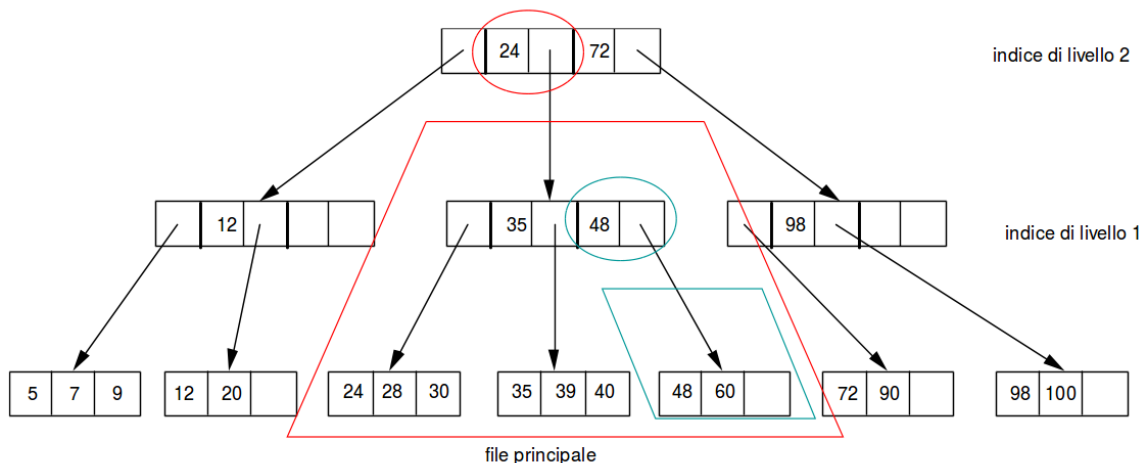 24 72 indice di livello 2
12 35 48 98 indice di livello 1
5 7 9 12 20 24 28 30 35 39 40 48 60 72 90 98 100
file principale